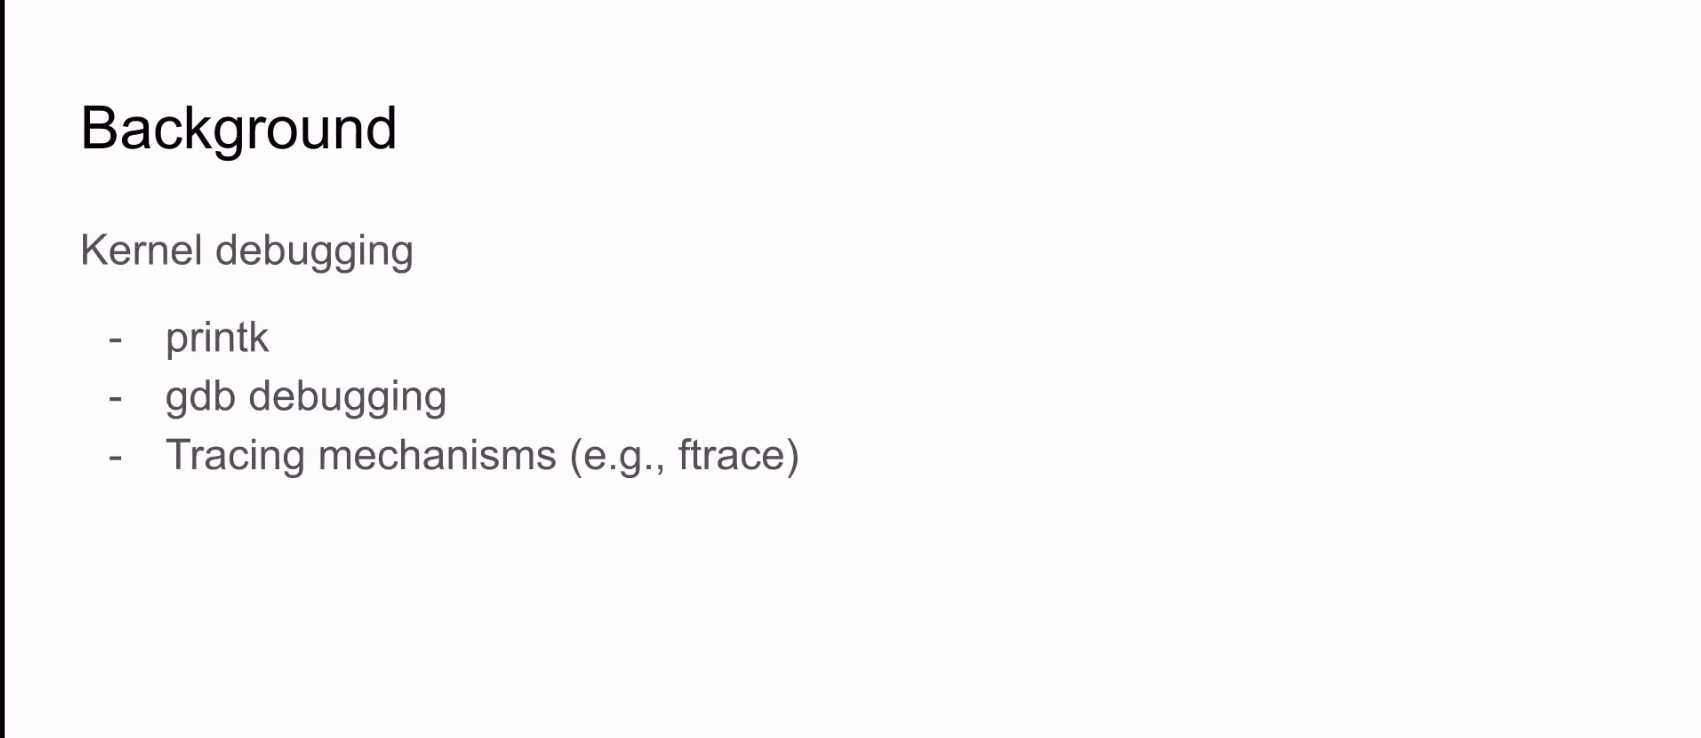 Background
Kernel debugging
- printk
- gdb debugging
- Tracing mechanisms (e.g., ftrace)